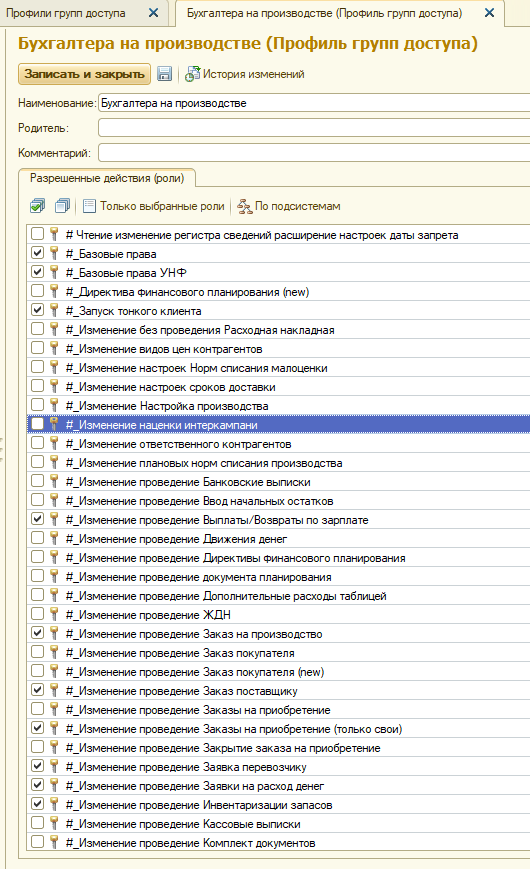 Профили групп доступа
Бухгалтера на производстве (Профиль групп доступа)
Бухгалтера на производстве (Профиль групп доступа)
Записать и закрыть
История изменений
Наименование: Бухгалтера на производстве
Родитель:
Комментарий:
Разрешенные действия (роли)
Только выбранные роли
По подсистемам
# Чтение изменение регистра сведений расширение настроек даты запрета
#_Базовые права
#_Базовые права УНФ
#_Директива финансового планирования (new)
#_Запуск тонкого клиента
#_Изменение без проведения Расходная накладная
#_Изменение видов цен контрагентов
#_Изменение настроек Норм списания малоценки
#_Изменение настроек сроков доставки
#_Изменение Настройка производства
#_Изменение наценки интеркампани
#_Изменение ответственного контрагентов
#_Изменение плановых норм списания производства
#_Изменение проведение Банковские выписки
#_Изменение проведение Ввод начальных остатков
#_Изменение проведение Выплаты/Возвраты по зарплате
#_Изменение проведение Движения денег
#_Изменение проведение Директивы финансового планирования
#_Изменение проведение документа планирования
#_Изменение проведение Дополнительные расходы таблицей
#_Изменение проведение ЖДН
#_Изменение проведение Заказ на производство
#_Изменение проведение Заказ покупателя
#_Изменение проведение Заказ покупателя (new)
#_Изменение проведение Заказ поставщику
#_Изменение проведение Заказы на приобретение
#_Изменение проведение Заказы на приобретение (только свои)
#_Изменение проведение Закрытие заказа на приобретение
#_Изменение проведение Заявка перевозчику
#_Изменение проведение Заявки на расход денег
#_Изменение проведение Инвентаризации запасов
#_Изменение проведение Кассовые выписки
#_Изменение проведение Комплект документов